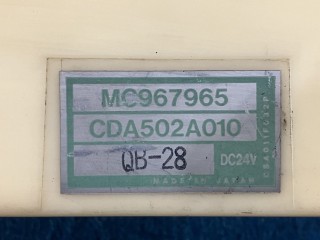 MC967965
CDA502A010
QB-28 DC24V
MADE IN JAPAN